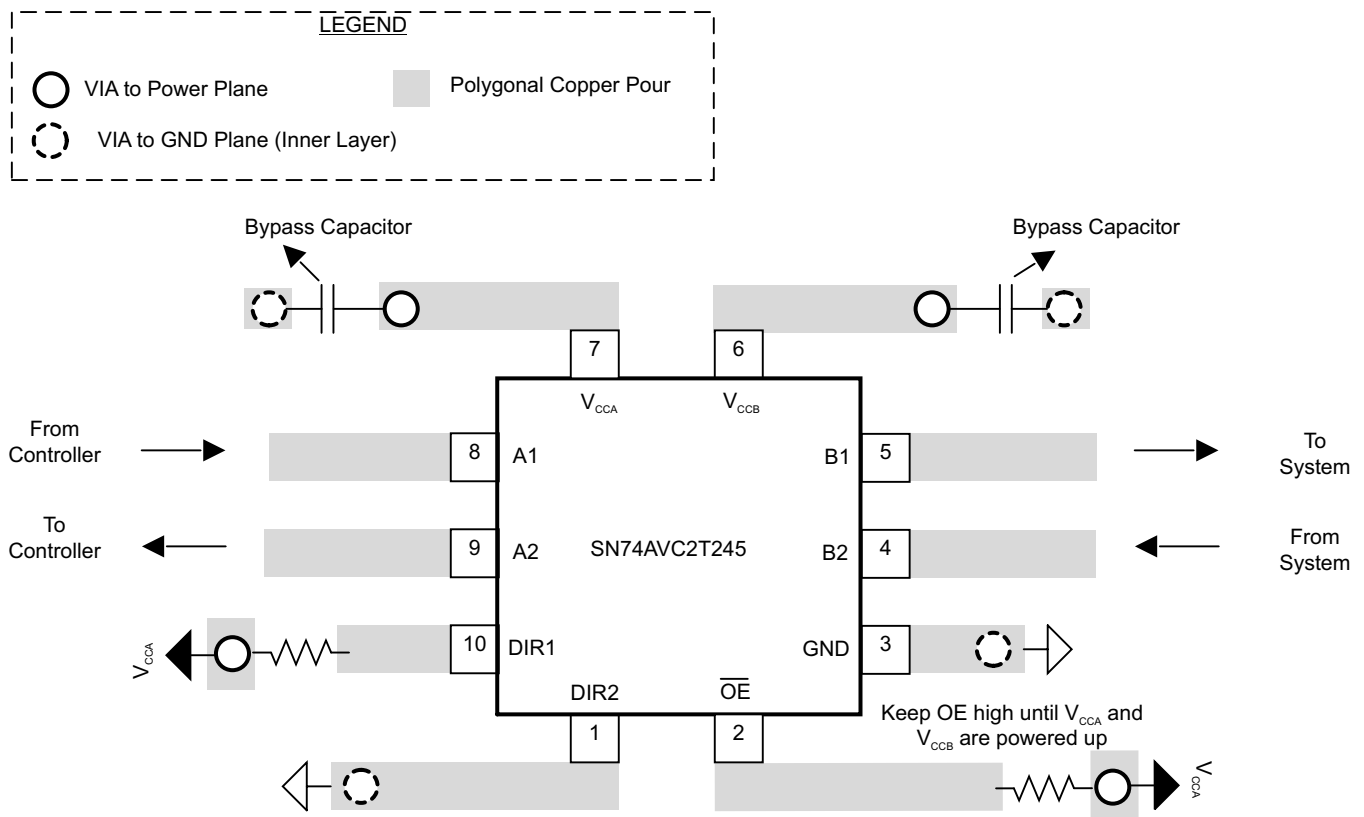 LEGEND
VIA to Power Plane
Polygonal Copper Pour
VIA to GND Plane (Inner Layer)
Bypass Capacitor
Bypass Capacitor
7
6
VCCA
VCCB
From
Controller
8
A1
B1
5
To
System
To
Controller
9
A2
SN74AVC2T245
B2
4
From
System
VCCA
10
DIR1
GND
3
DIR2
OE
1
2
Keep OE high until VCCA and
VCCB are powered up
VCCA